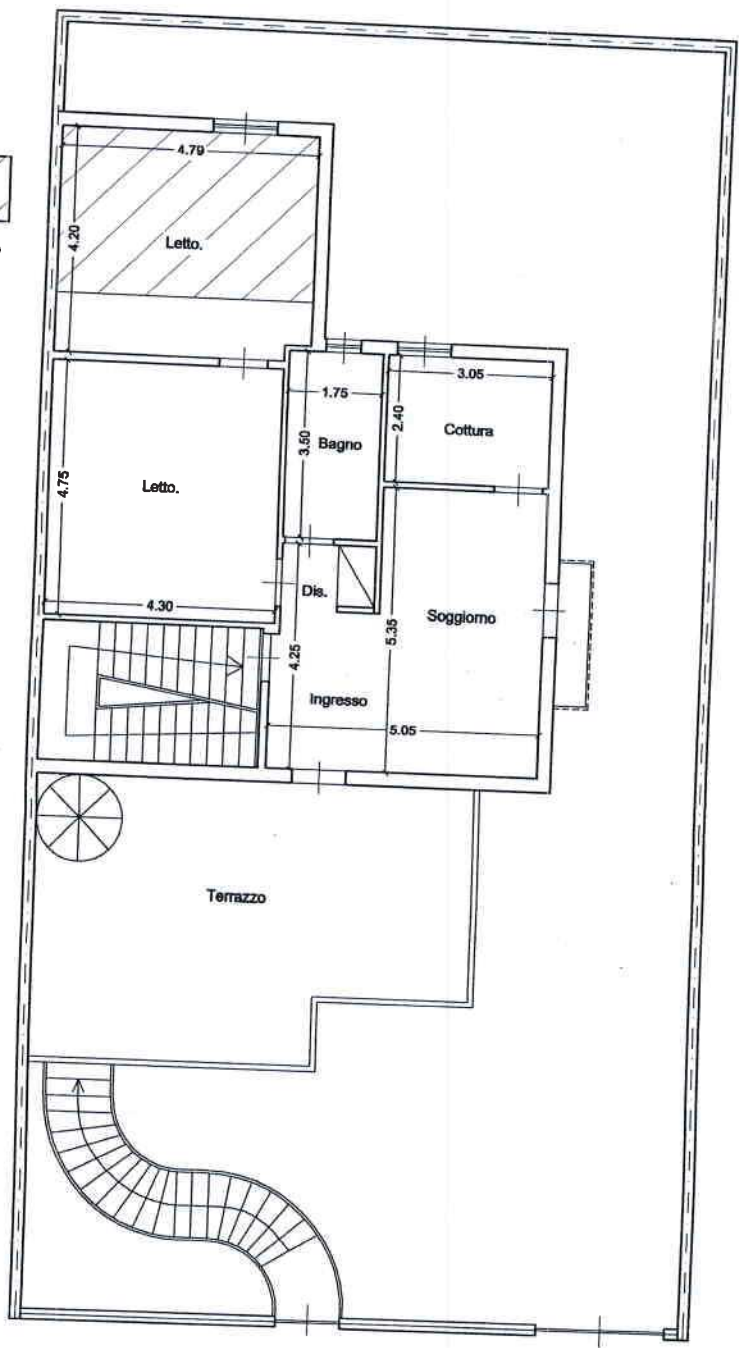 4.79
4.20
Letto.
3.05
1.75
2.40
Cottura
3.50
Bagno
4.75
Letto.
Dis.
4.30
Soggiorno
5.35
4.25
Ingresso
5.05
Terrazzo